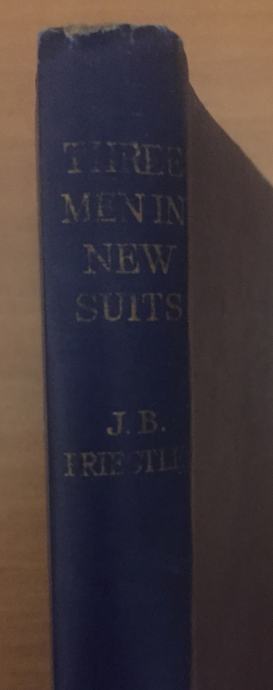 THREE
MEN IN
NEW
SUITS
J. B.
PRIESTLEY